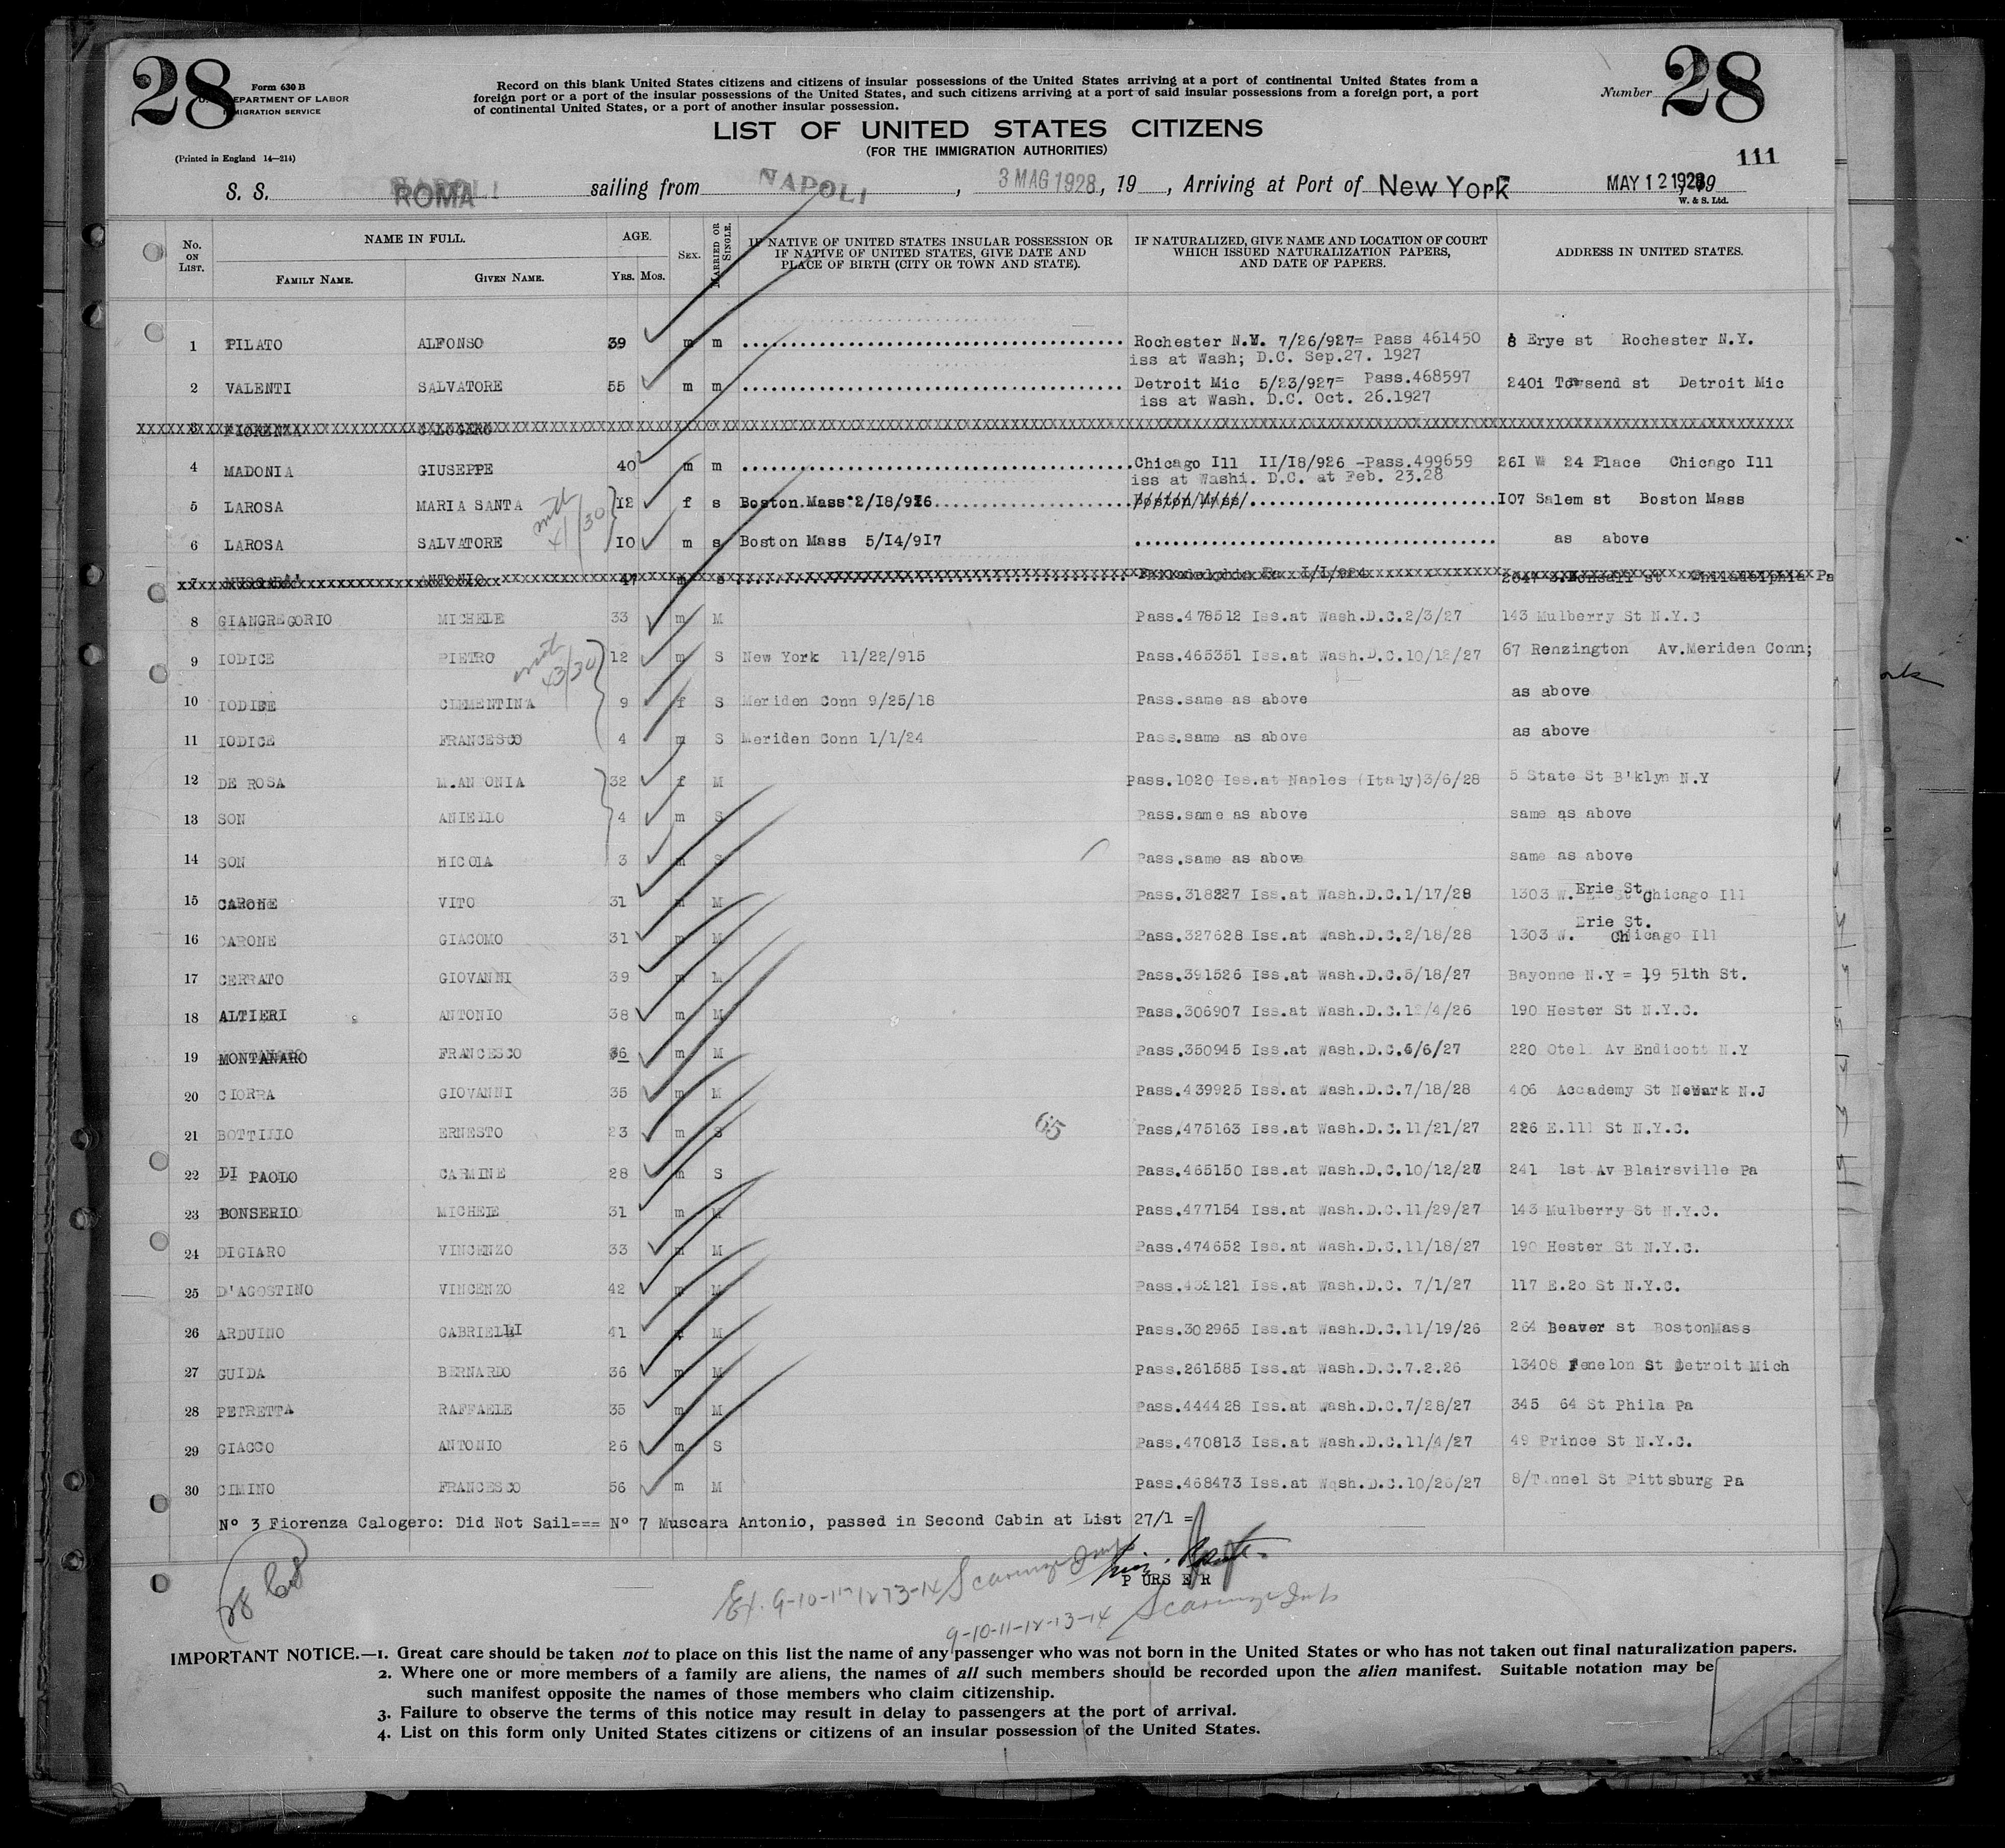 28
Form 630 B
U.S. DEPARTMENT OF LABOR
IMMIGRATION SERVICE
(Printed in England 14—214)
Record on this blank United States citizens and citizens of insular possessions of the United States arriving at a port of continental United States from a
foreign port or a port of the insular possessions of the United States, and such citizens arriving at a port of said insular possessions from a foreign port, a port
of continental United States, or a port of another insular possession.
LIST OF UNITED STATES CITIZENS
(FOR THE IMMIGRATION AUTHORITIES)
Number 28
111
S. S. ROMA sailing from NAPOLI, 3 MAG 1928, 19 , Arriving at Port of New York MAY 12 1928, 19
W. & S. Ltd.
No. ON LIST. NAME IN FULL. FAMILY NAME. GIVEN NAME. AGE. Yrs. Mos. SEX. MARRIED OR SINGLE. IF NATIVE OF UNITED STATES INSULAR POSSESSION OR IF NATIVE OF UNITED STATES, GIVE DATE AND PLACE OF BIRTH (CITY OR TOWN AND STATE). IF NATURALIZED, GIVE NAME AND LOCATION OF COURT WHICH ISSUED NATURALIZATION PAPERS, AND DATE OF PAPERS. ADDRESS IN UNITED STATES.
1 PILATO ALFONSO 39 m m Rochester N.Y. 7/26/927= Pass 461450 8 Erye st Rochester N.Y.
iss at Wash; D.C. Sep.27. 1927
2 VALENTI SALVATORE 55 m m Detroit Mic 5/23/927= Pass.468597 240i Townsend st Detroit Mic
iss at Wash. D.C. Oct. 26.1927
3 FIORENZA CALOGERO
4 MADONIA GIUSEPPE 40 m m Chicago Ill II/I8/926 -Pass.499659 26I W 24 Place Chicago Ill
iss at Washi. D.C. at Feb. 23.28
5 LAROSA MARIA SANTA 12 f s Boston Mass 2/I8/916 Boston Mass I07 Salem st Boston Mass
6 LAROSA SALVATORE IO m s Boston Mass 5/I4/9I7 as above
7 MUSCARA' ANTONIO 47 m s Philadelphia Pa I/I/924 2647 S.Bonsall st Philadelphia Pa
8 GIANGREGORIO MICHELE 33 m M Pass.478512 Iss.at Wash.D.C.2/3/27 143 Mulberry St N.Y.C
9 IODICE PIETRO 12 m S New York 11/22/915 Pass.465351 Iss.at Wash.D.C.10/12/27 67 Renzington Av.Meriden Conn;
10 IODICE CLEMENTINA 9 f S Meriden Conn 9/25/18 Pass.same as above as above
11 IODICE FRANCESCO 4 m S Meriden Conn 1/1/24 Pass.same as above as above
12 DE ROSA M.ANTONIA 32 f M Pass.1020 Iss.at Naples (Italy)3/6/28 5 State St B'klyn N.Y
13 SON ANIELLO 4 m S Pass.same as above same as above
14 SON NICOLA 3 m S Pass.same as above same as above
15 CARONE VITO 31 m M Pass.318227 Iss.at Wash.D.C.1/17/28 1303 W. Erie St. Chicago Ill
16 CARONE GIACOMO 31 m M Pass.327628 Iss.at Wash.D.C.2/18/28 1303 W. Erie St. Chicago Ill
17 CERRATO GIOVANNI 39 m M Pass.391526 Iss.at Wash.D.C.5/18/27 Bayonne N.Y = 19 51th St.
18 ALTIERI ANTONIO 38 m M Pass.306907 Iss.at Wash.D.C.12/4/26 190 Hester St N.Y.C.
19 MONTANARO FRANCESCO 36 m M Pass.350945 Iss.at Wash.D.C.6/6/27 220 Otel Av Endicott N.Y
20 CIORRA GIOVANNI 35 m M Pass.439925 Iss.at Wash.D.C.7/18/28 406 Accademy St Newark N.J
21 BOTTILLO ERNESTO 23 m S Pass.475163 Iss.at Wash.D.C.11/21/27 226 E.111 St N.Y.C.
22 DI PAOLO CARMINE 28 m S Pass.465150 Iss.at Wash.D.C.10/12/27 241 1st Av Blairsville Pa
23 BONSERIO MICHELE 31 m M Pass.477154 Iss.at Wash.D.C.11/29/27 143 Mulberry St N.Y.C.
24 DICIARO VINCENZO 33 m M Pass.474652 Iss.at Wash.D.C.11/18/27 190 Hester St N.Y.C.
25 D'AGOSTINO VINCENZO 42 m M Pass.432121 Iss.at Wash.D.C. 7/1/27 117 E.20 St N.Y.C.
26 ARDUINO GABRIELLI 41 m M Pass.302965 Iss.at Wash.D.C.11/19/26 264 Beaver st BostonMass
27 GUIDA BERNARDO 36 m M Pass.261585 Iss.at Wash.D.C.7.2.26 13408 Fenelon St Detroit Mich
28 PETRETTA RAFFAELE 35 m M Pass.444428 Iss.at Wash.D.C.7/28/27 345 64 St Phila Pa
29 GIACCO ANTONIO 26 m S Pass.470813 Iss.at Wash.D.C.11/4/27 49 Prince St N.Y.C.
30 CIMINO FRANCESCO 56 m M Pass.468473 Iss.at Wash.D.C.10/26/27 8/Tannel St Pittsburg Pa
65
Nº 3 Fiorenza Calogero: Did Not Sail=== Nº 7 Muscara Antonio, passed in Second Cabin at List 27/1 =
PURSER
9-10-11-12-13-14
IMPORTANT NOTICE.—1. Great care should be taken not to place on this list the name of any passenger who was not born in the United States or who has not taken out final naturalization papers.
2. Where one or more members of a family are aliens, the names of all such members should be recorded upon the alien manifest. Suitable notation may be
such manifest opposite the names of those members who claim citizenship.
3. Failure to observe the terms of this notice may result in delay to passengers at the port of arrival.
4. List on this form only United States citizens or citizens of an insular possession of the United States.